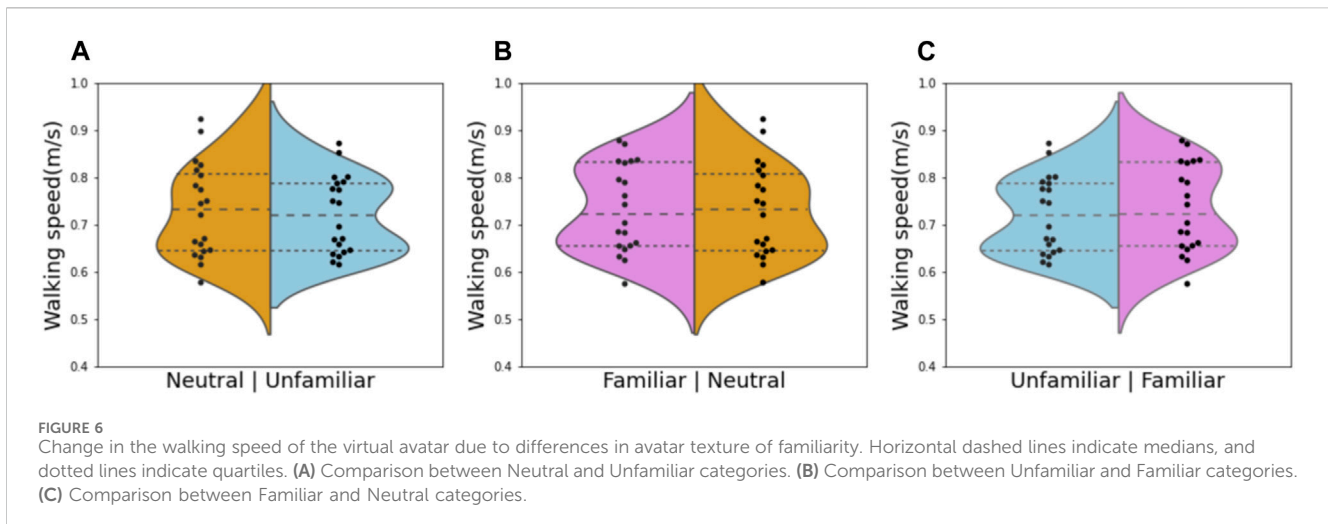 A
B
C
1.0
0.9
0.8
0.7
0.6
0.5
0.4
Walking speed(m/s)
Neutral | Unfamiliar
1.0
0.9
0.8
0.7
0.6
0.5
0.4
Walking speed(m/s)
Familiar | Neutral
1.0
0.9
0.8
0.7
0.6
0.5
0.4
Walking speed(m/s)
Unfamiliar | Familiar
FIGURE 6
Change in the walking speed of the virtual avatar due to differences in avatar texture of familiarity. Horizontal dashed lines indicate medians, and
dotted lines indicate quartiles. (A) Comparison between Neutral and Unfamiliar categories. (B) Comparison between Unfamiliar and Familiar categories.
(C) Comparison between Familiar and Neutral categories.